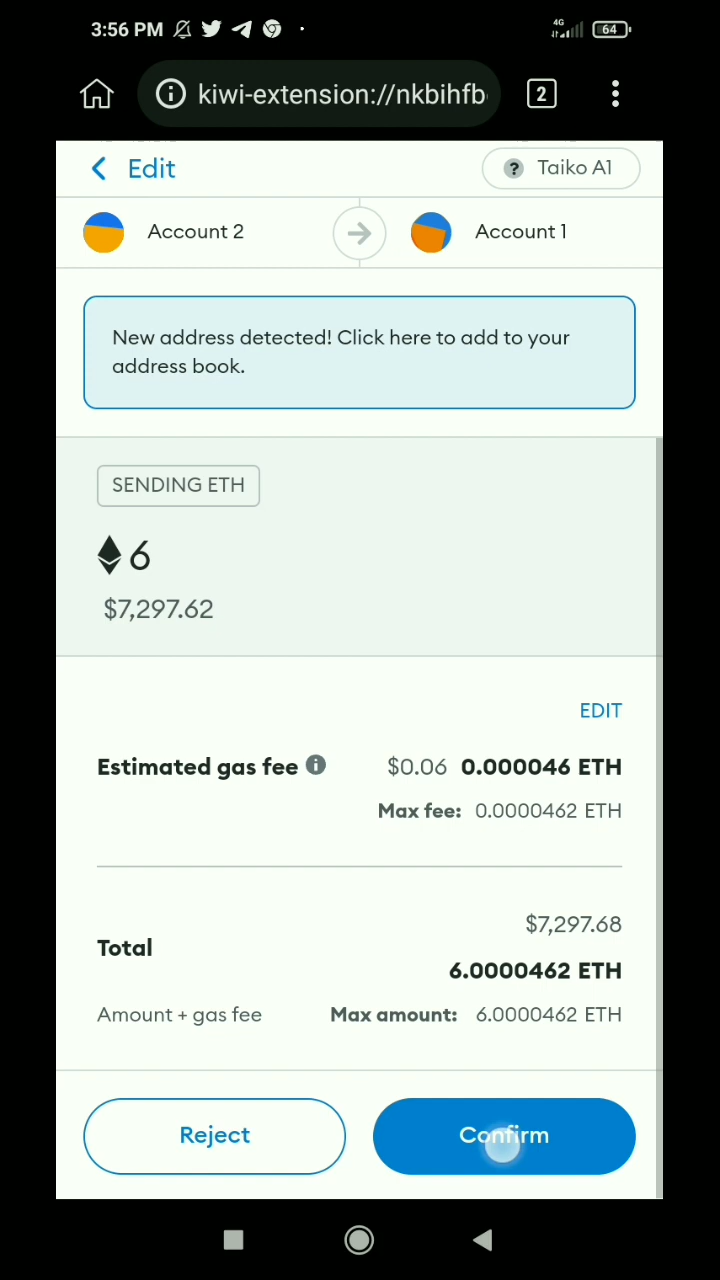 3:56 PM
4G
64
kiwi-extension://nkbihfb
2
Edit
? Taiko A1
Account 2
Account 1
New address detected! Click here to add to your
address book.
SENDING ETH
6
$7,297.62
EDIT
Estimated gas fee $0.06 0.000046 ETH
Max fee: 0.0000462 ETH
$7,297.68
Total
6.0000462 ETH
Amount + gas fee Max amount: 6.0000462 ETH
Reject
Confirm